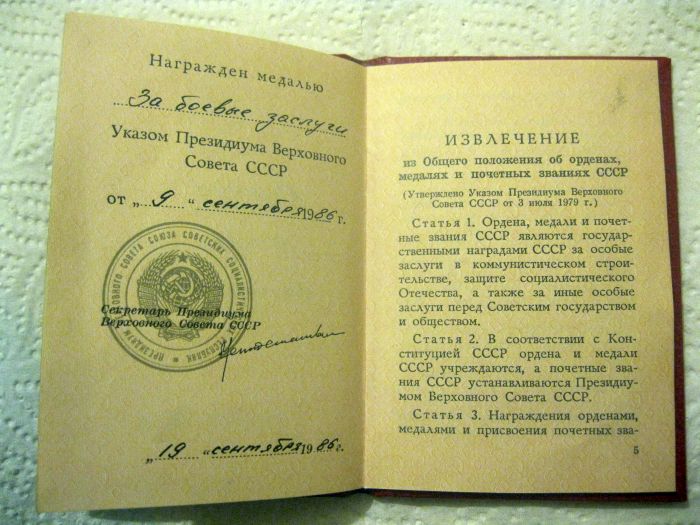 Награжден медалью
За боевые заслуги
Указом Президиума Верховного
Совета СССР
от „ 9 “ сентября 1986 г.
Секретарь Президиума
Верховного Совета СССР
„ 19 “ сентября 1986 г.
ИЗВЛЕЧЕНИЕ
из Общего положения об орденах,
медалях и почетных званиях СССР
(Утверждено Указом Президиума Верховного
Совета СССР от 3 июля 1979 г.)
Статья 1. Ордена, медали и почет-
ные звания СССР являются государ-
ственными наградами СССР за особые
заслуги в коммунистическом строи-
тельстве, защите социалистического
Отечества, а также за иные особые
заслуги перед Советским государством
и обществом.
Статья 2. В соответствии с Кон-
ституцией СССР ордена и медали
СССР учреждаются, а почетные зва-
ния СССР устанавливаются Президиу-
мом Верховного Совета СССР.
Статья 3. Награждения орденами,
медалями и присвоения почетных зва-
5